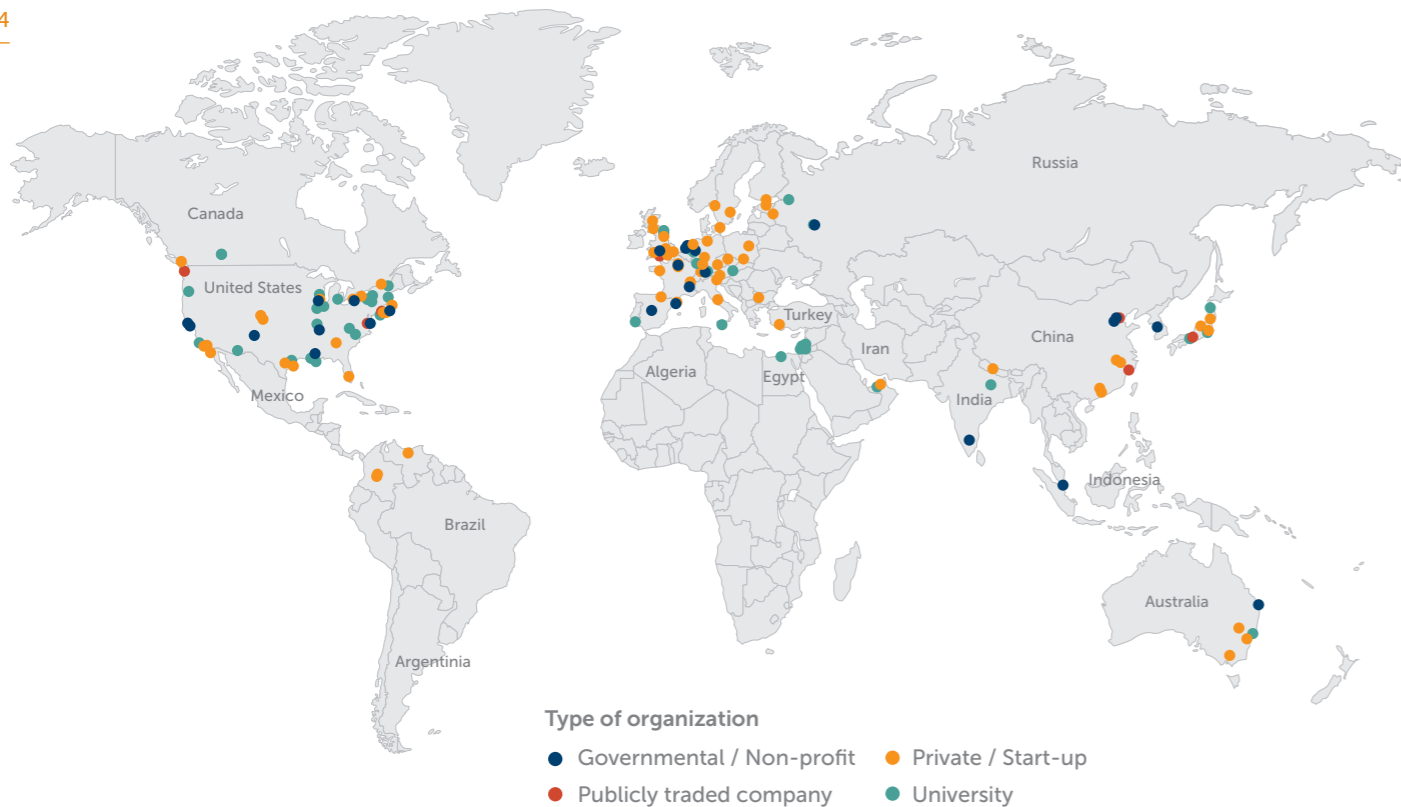 4
Russia
Canada
United States
Turkey
China
Iran
Algeria
Egypt
Mexico
India
Indonesia
Brazil
Australia
Argentinia
Type of organization
Governmental / Non-profit
Private / Start-up
Publicly traded company
University